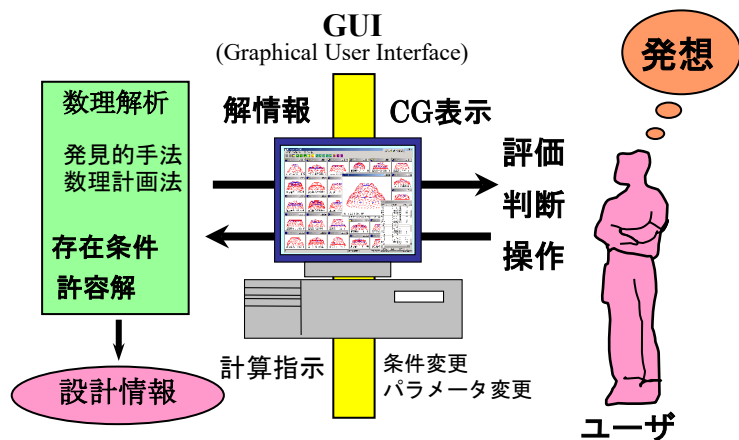 GUI
(Graphical User Interface)
発想
数理解析
発見的手法
数理計画法
存在条件
許容解
設計情報
解情報
CG表示
評価
判断
操作
計算指示
条件変更
パラメータ変更
ユーザ